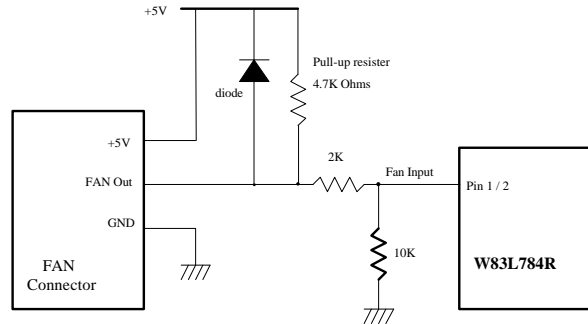 +5V
Pull-up resister
4.7K Ohms
diode
+5V
2K
Fan Input
FAN Out
Pin 1 / 2
GND
10K
W83L784R
FAN
Connector